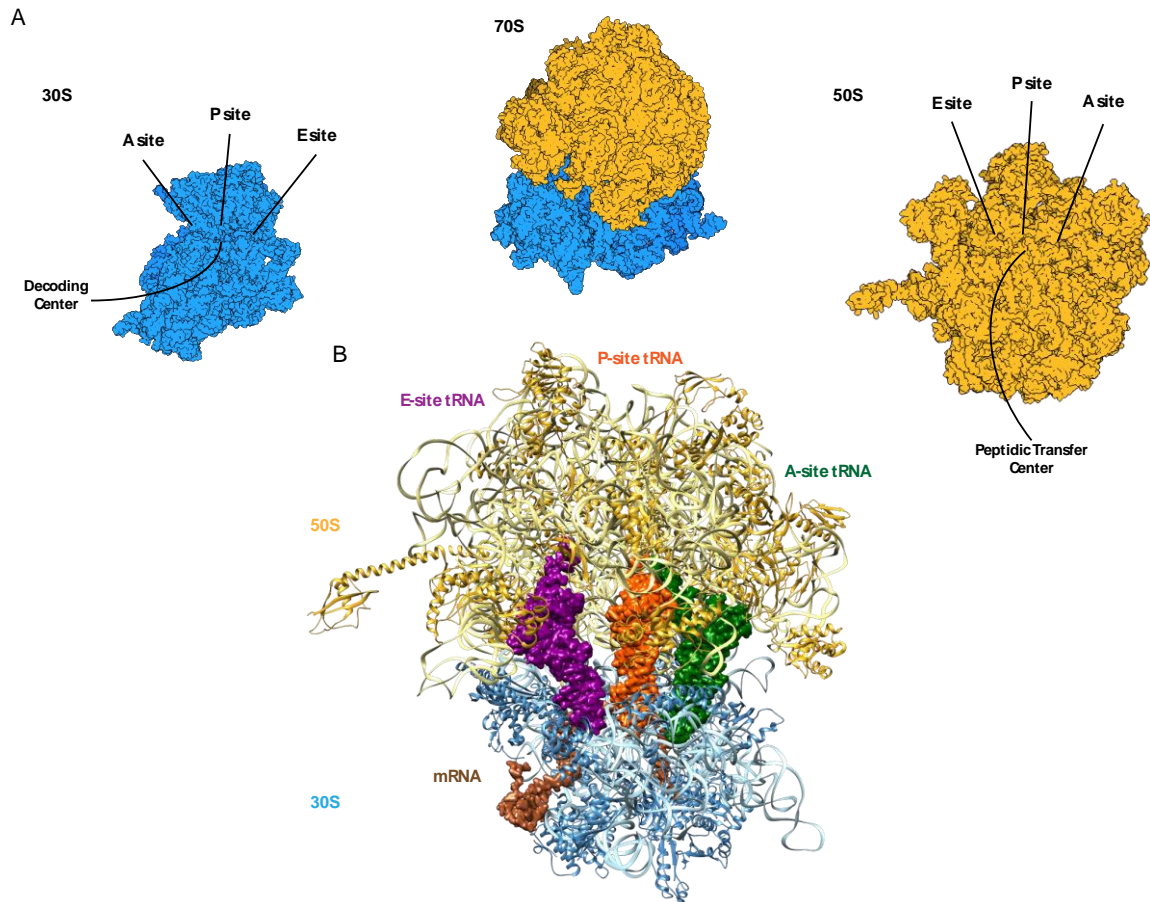 A
70S
30S
P site
A site
E site
Decoding
Center
50S
P site
E site
A site
Peptidic Transfer
Center
B
P-site tRNA
E-site tRNA
A-site tRNA
50S
mRNA
30S